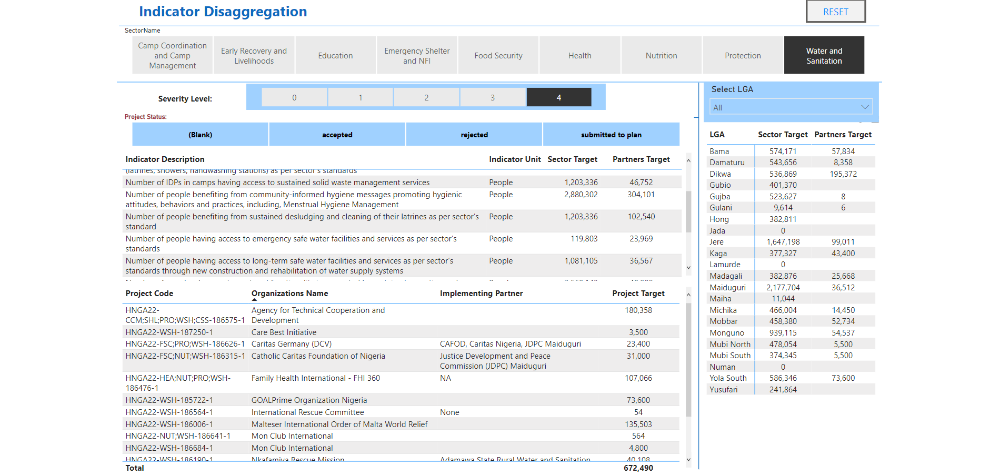 Indicator Disaggregation
RESET
SectorName
Camp Coordination
and Camp
Management
Early Recovery and
Livelihoods
Education
Emergency Shelter
and NFI
Food Security
Health
Nutrition
Protection
Water and
Sanitation
Severity Level:
0
1
2
3
4
Project Status:
(Blank)
accepted
rejected
submitted to plan
Indicator Description Indicator Unit Sector Target Partners Target
(latrines, showers, handwashing stations) as per sector's standards
Number of IDPs in camps having access to sustained solid waste management services People 1,203,336 46,752
Number of people benefiting from community-informed hygiene messages promoting hygienic People 2,880,302 304,101
attitudes, behaviors and practices, including, Menstrual Hygiene Management
Number of people benefiting from sustained desludging and cleaning of their latrines as per sector's People 1,203,336 102,540
standard
Number of people having access to emergency safe water facilities and services as per sector's People 119,803 23,969
standards
Number of people having access to long-term safe water facilities and services as per sector's People 1,081,105 36,567
standards through new construction and rehabilitation of water supply systems
Project Code Organizations Name Implementing Partner Project Target
HNGA22- Agency for Technical Cooperation and 180,358
CCM;SHL;PRO;WSH;CSS-186575-1 Development
HNGA22-WSH-187250-1 Care Best Initiative 3,500
HNGA22-FSC;PRO;WSH-186626-1 Caritas Germany (DCV) CAFOD, Caritas Nigeria, JDPC Maiduguri 23,400
HNGA22-FSC;NUT;WSH-186315-1 Catholic Caritas Foundation of Nigeria Justice Development and Peace 31,000
Commission (JDPC) Maiduguri
HNGA22-HEA;NUT;PRO;WSH- Family Health International - FHI 360 NA 107,066
186476-1
HNGA22-WSH-185722-1 GOALPrime Organization Nigeria 73,600
HNGA22-WSH-186564-1 International Rescue Committee None 54
HNGA22-WSH-186006-1 Malteser International Order of Malta World Relief 135,503
HNGA22-NUT;WSH-186641-1 Mon Club International 564
HNGA22-WSH-186684-1 Mon Club International 4,800
HNGA22-WSH-186190-1 Nkafamiya Rescue Mission Adamawa State Rural Water and Sanitation 40,108
Total 672,490
Select LGA
All
LGA Sector Target Partners Target
Bama 574,171 57,834
Damaturu 543,656 8,358
Dikwa 536,869 195,372
Gubio 401,370
Gujba 523,627 8
Gulani 9,614 6
Hong 382,811
Jada 0
Jere 1,647,198 99,011
Kaga 377,327 43,400
Lamurde 0
Madagali 382,876 25,668
Maiduguri 2,177,704 36,512
Maiha 11,044
Michika 466,004 14,450
Mobbar 458,380 52,734
Monguno 939,115 54,537
Mubi North 478,054 5,500
Mubi South 374,345 5,500
Numan 0
Yola South 586,346 73,600
Yusufari 241,864